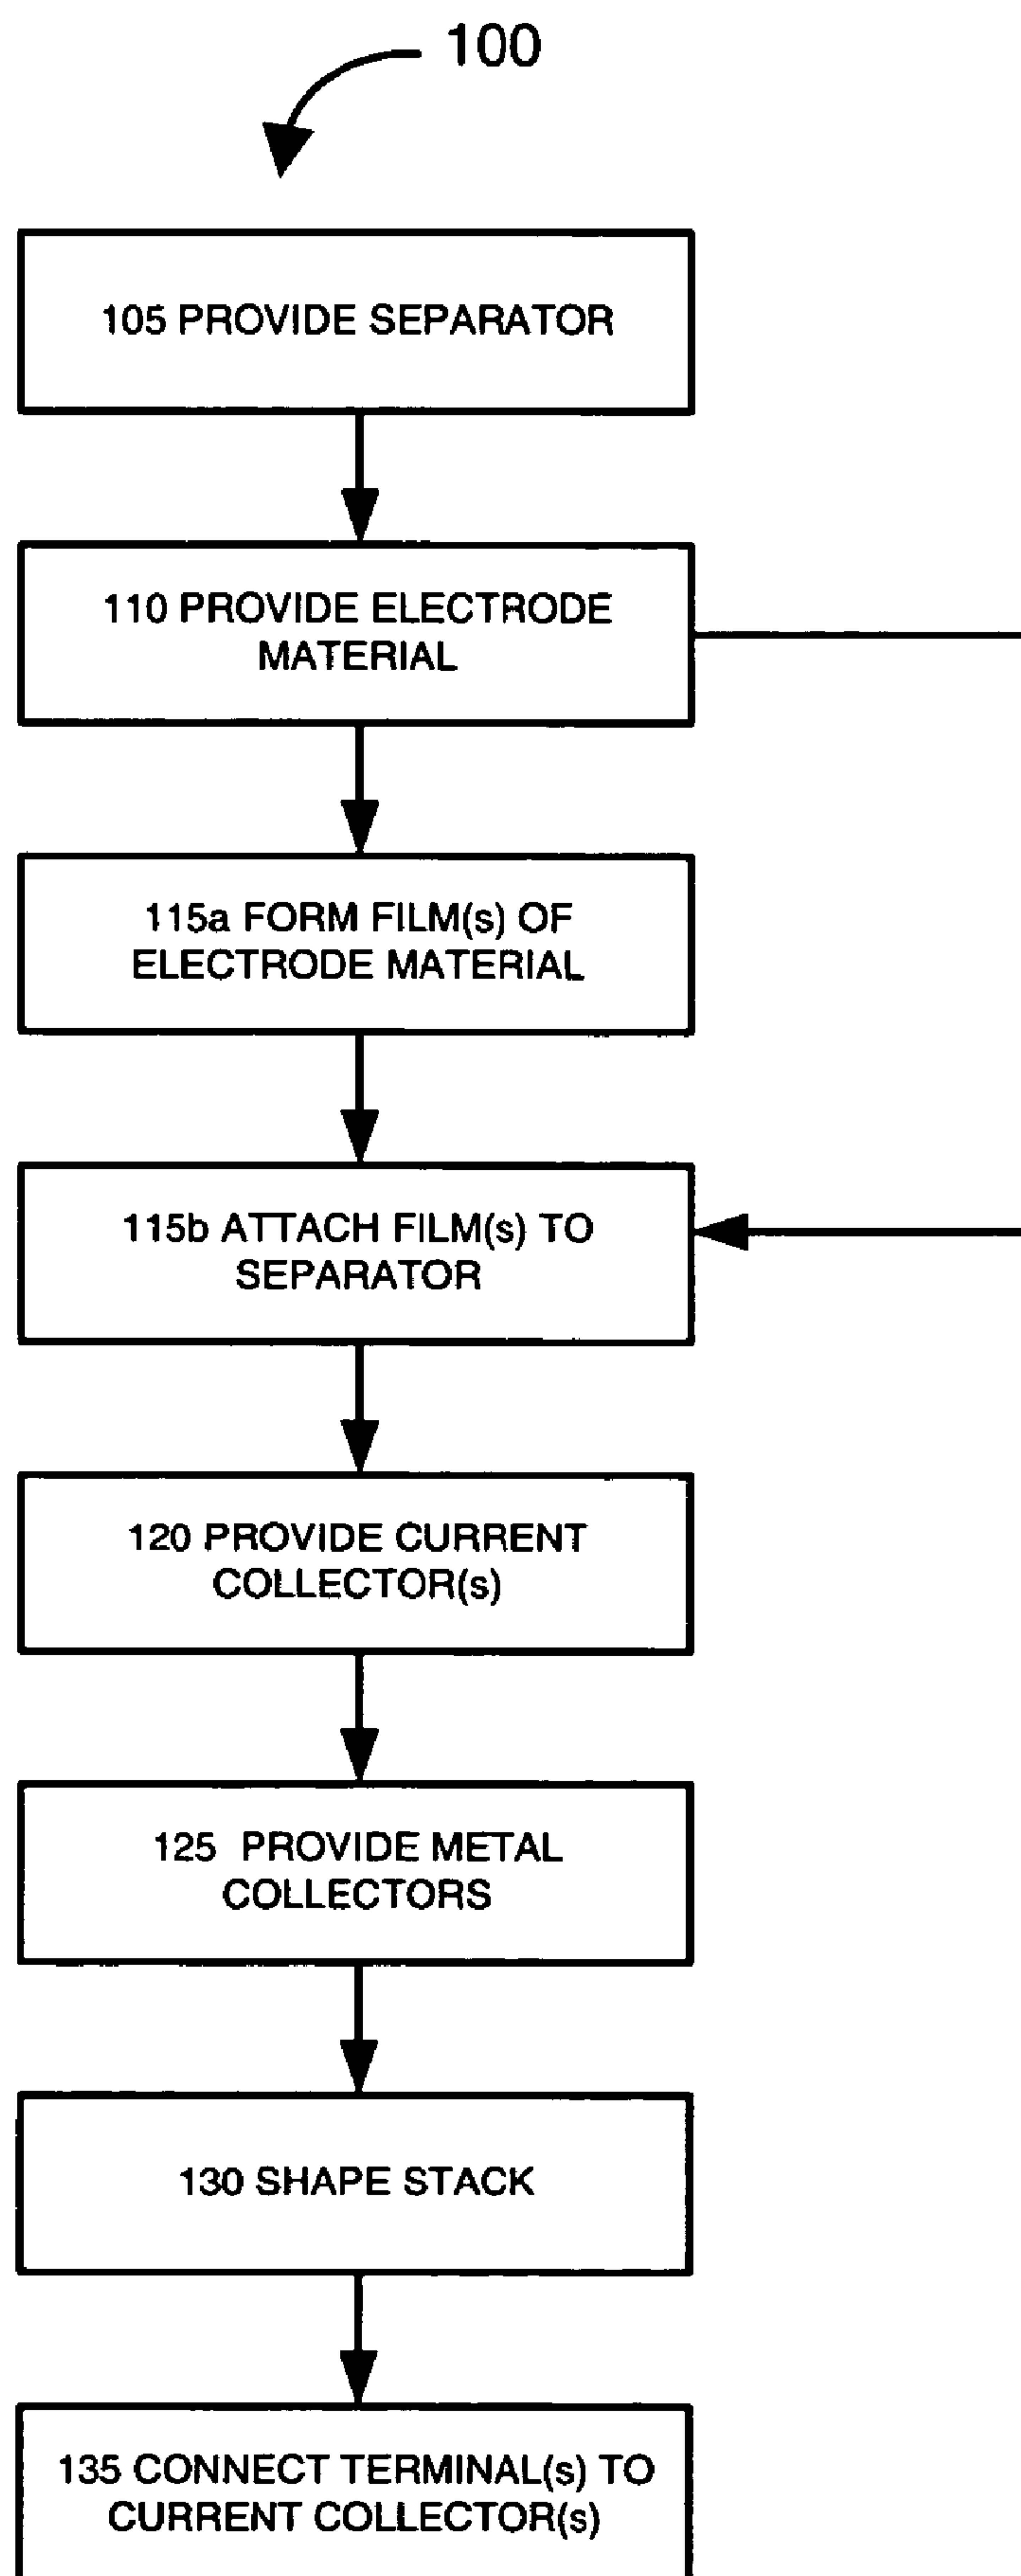 100
105 PROVIDE SEPARATOR
110 PROVIDE ELECTRODE
MATERIAL
115a FORM FILM(s) OF
ELECTRODE MATERIAL
115b ATTACH FILM(s) TO
SEPARATOR
120 PROVIDE CURRENT
COLLECTOR(s)
125 PROVIDE METAL
COLLECTORS
130 SHAPE STACK
135 CONNECT TERMINAL(s) TO
CURRENT COLLECTOR(s)